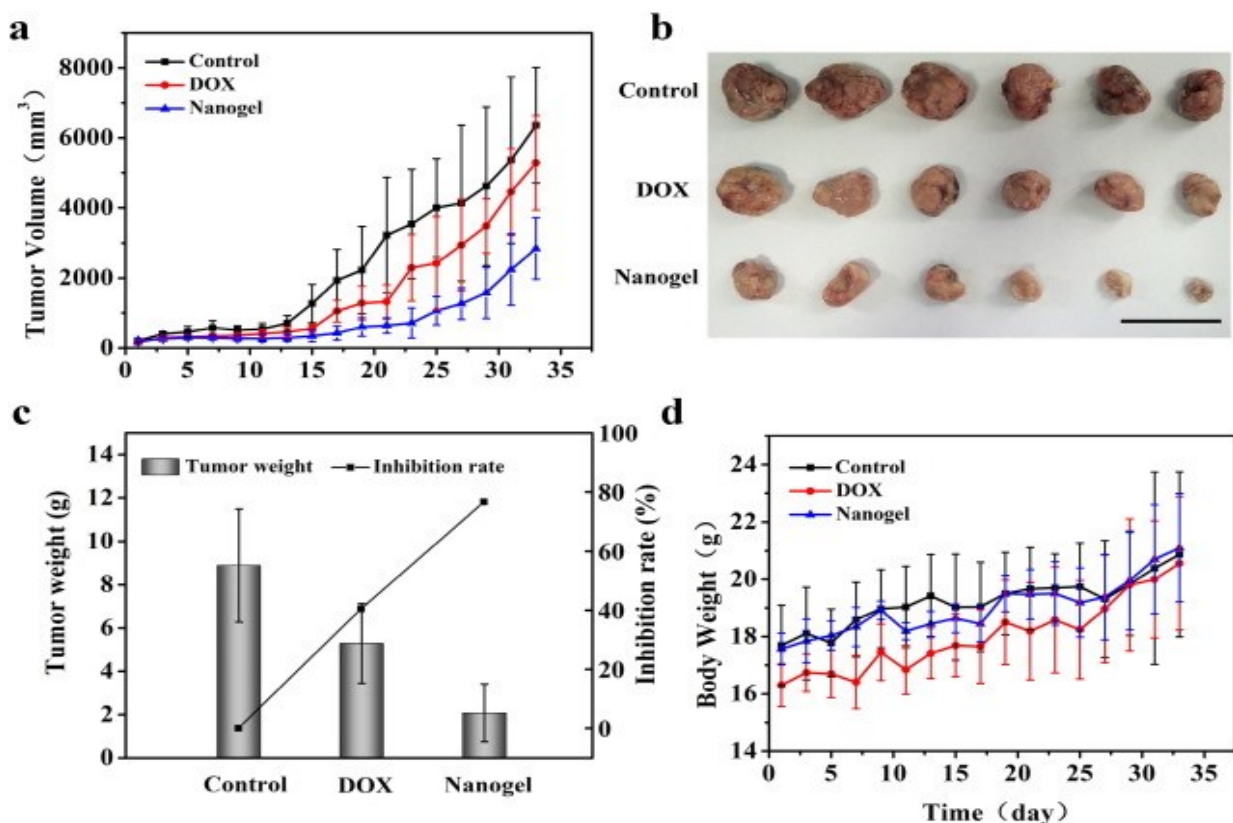 a
Control
DOX
Nanogel
Tumor Volume（mm³）
8000
6000
4000
2000
0
0 5 10 15 20 25 30 35
b
Control
DOX
Nanogel
c
Tumor weight Inhibition rate
Tumor weight (g)
14
12
10
8
6
4
2
0
Inhibition rate (%)
100
80
60
40
20
0
Control DOX Nanogel
d
Control
DOX
Nanogel
Body Weight（g）
24
22
20
18
16
14
0 5 10 15 21 25 30 35
Time（day）